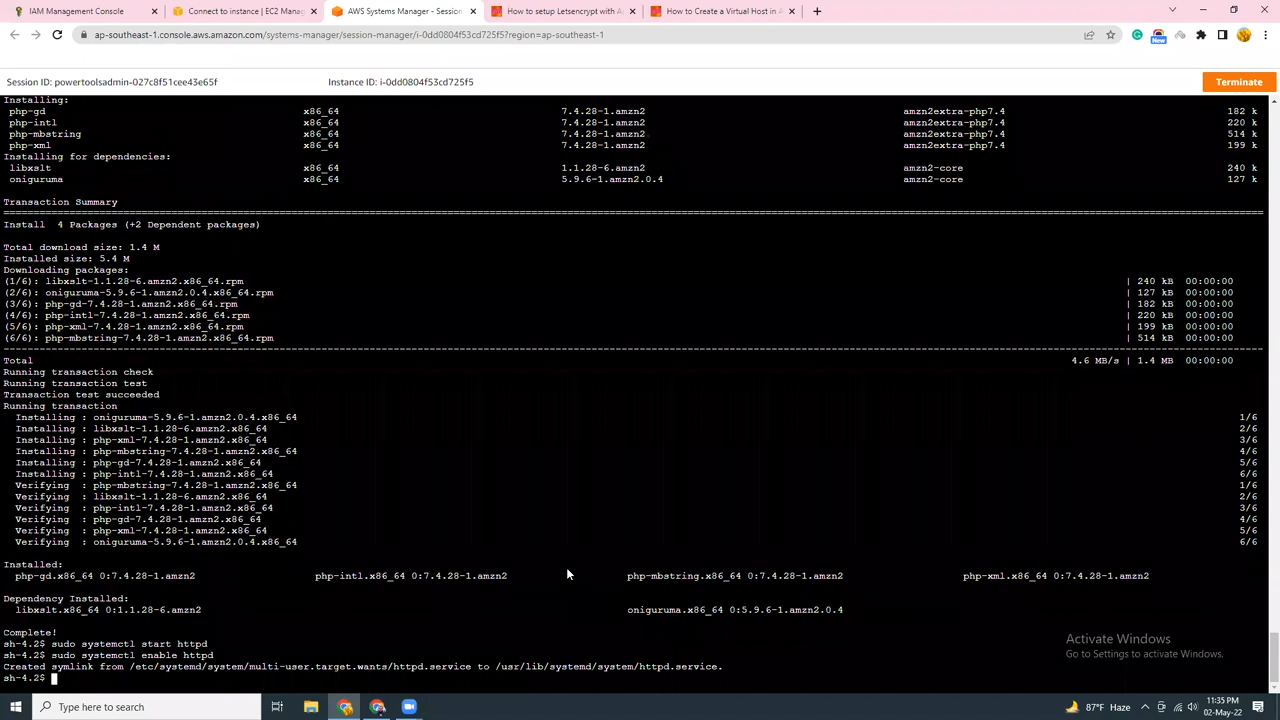 IAM Management Console
Connect to instance | EC2 Manag
AWS Systems Manager - Session
How to setup Letsencrypt with Ap
How to Create a Virtual Host in A
ap-southeast-1.console.aws.amazon.com/systems-manager/session-manager/i-0dd0804f53cd725f5?region=ap-southeast-1
New
Session ID: powertoolsadmin-027c8f51cee43e65f
Instance ID: i-0dd0804f53cd725f5
Terminate
Installing:
php-gd x86_64 7.4.28-1.amzn2 amzn2extra-php7.4 182 k
php-intl x86_64 7.4.28-1.amzn2 amzn2extra-php7.4 220 k
php-mbstring x86_64 7.4.28-1.amzn2 amzn2extra-php7.4 514 k
php-xml x86_64 7.4.28-1.amzn2 amzn2extra-php7.4 199 k
Installing for dependencies:
libxslt x86_64 1.1.28-6.amzn2 amzn2-core 240 k
oniguruma x86_64 5.9.6-1.amzn2.0.4 amzn2-core 127 k
Transaction Summary
Install 4 Packages (+2 Dependent packages)
Total download size: 1.4 M
Installed size: 5.4 M
Downloading packages:
(1/6): libxslt-1.1.28-6.amzn2.x86_64.rpm | 240 kB 00:00:00
(2/6): oniguruma-5.9.6-1.amzn2.0.4.x86_64.rpm | 127 kB 00:00:00
(3/6): php-gd-7.4.28-1.amzn2.x86_64.rpm | 182 kB 00:00:00
(4/6): php-intl-7.4.28-1.amzn2.x86_64.rpm | 220 kB 00:00:00
(5/6): php-xml-7.4.28-1.amzn2.x86_64.rpm | 199 kB 00:00:00
(6/6): php-mbstring-7.4.28-1.amzn2.x86_64.rpm | 514 kB 00:00:00
Total 4.6 MB/s | 1.4 MB 00:00:00
Running transaction check
Running transaction test
Transaction test succeeded
Running transaction
Installing : oniguruma-5.9.6-1.amzn2.0.4.x86_64 1/6
Installing : libxslt-1.1.28-6.amzn2.x86_64 2/6
Installing : php-xml-7.4.28-1.amzn2.x86_64 3/6
Installing : php-mbstring-7.4.28-1.amzn2.x86_64 4/6
Installing : php-gd-7.4.28-1.amzn2.x86_64 5/6
Installing : php-intl-7.4.28-1.amzn2.x86_64 6/6
Verifying : php-mbstring-7.4.28-1.amzn2.x86_64 1/6
Verifying : libxslt-1.1.28-6.amzn2.x86_64 2/6
Verifying : php-intl-7.4.28-1.amzn2.x86_64 3/6
Verifying : php-gd-7.4.28-1.amzn2.x86_64 4/6
Verifying : php-xml-7.4.28-1.amzn2.x86_64 5/6
Verifying : oniguruma-5.9.6-1.amzn2.0.4.x86_64 6/6
Installed:
php-gd.x86_64 0:7.4.28-1.amzn2 php-intl.x86_64 0:7.4.28-1.amzn2 php-mbstring.x86_64 0:7.4.28-1.amzn2 php-xml.x86_64 0:7.4.28-1.amzn2
Dependency Installed:
libxslt.x86_64 0:1.1.28-6.amzn2 oniguruma.x86_64 0:5.9.6-1.amzn2.0.4
Complete!
sh-4.2$ sudo systemctl start httpd
sh-4.2$ sudo systemctl enable httpd
Created symlink from /etc/systemd/system/multi-user.target.wants/httpd.service to /usr/lib/systemd/system/httpd.service.
sh-4.2$
Activate Windows
Go to Settings to activate Windows.
Type here to search
87°F Haze
11:35 PM
02-May-22